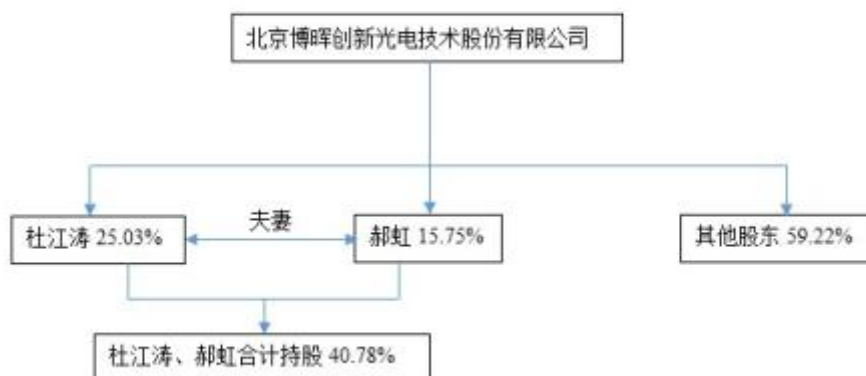 北京博晖创新光电技术股份有限公司
夫妻
杜江涛 25.03%
郝虹 15.75%
其他股东 59.22%
杜江涛、郝虹合计持股 40.78%